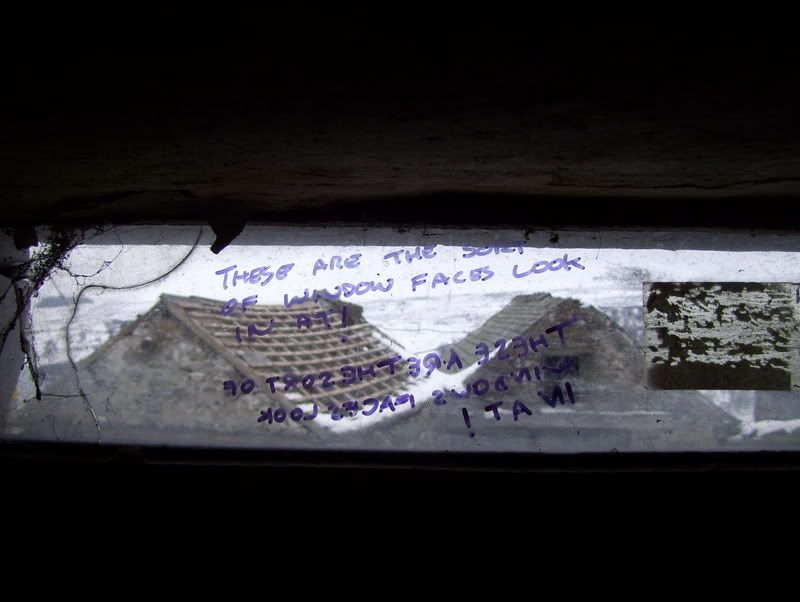 THESE ARE THE SORT
OF WINDOW FACES LOOK
IN AT!
THESE ARE THE SORT OF
WINDOWS FACES LOOK
IN AT!